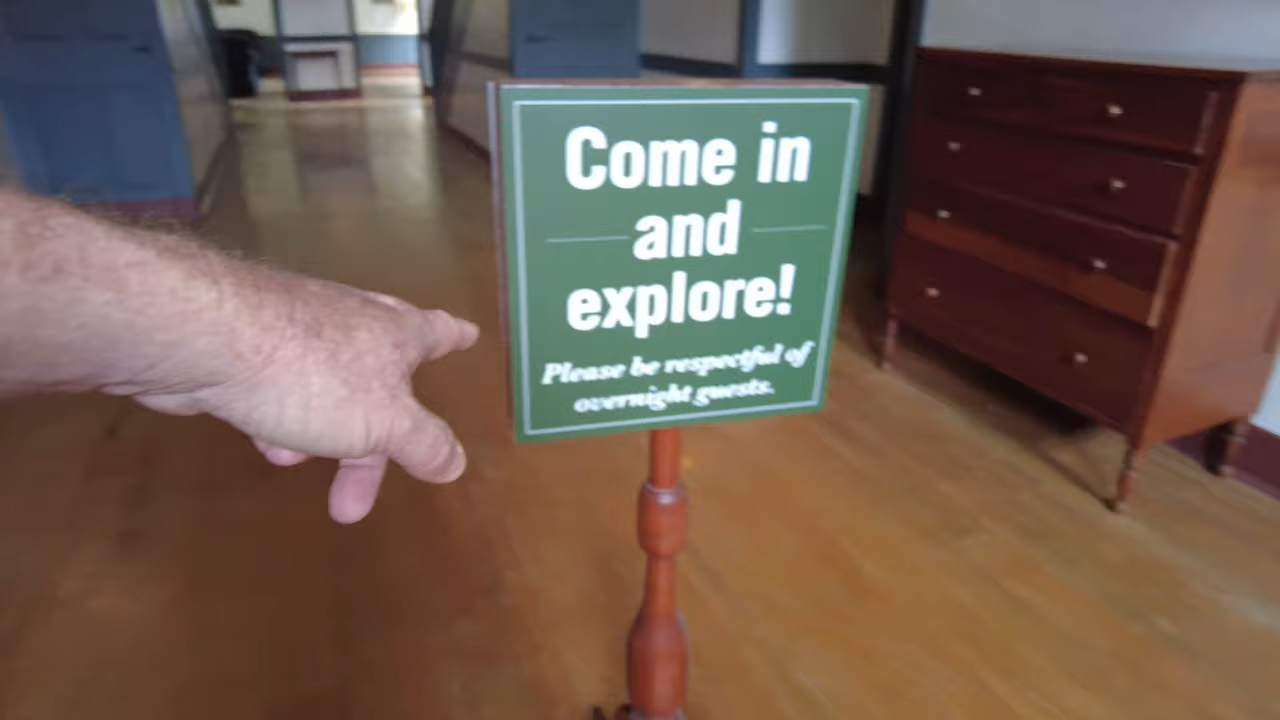 Come in
and
explore!
Please be respectful of
overnight guests.